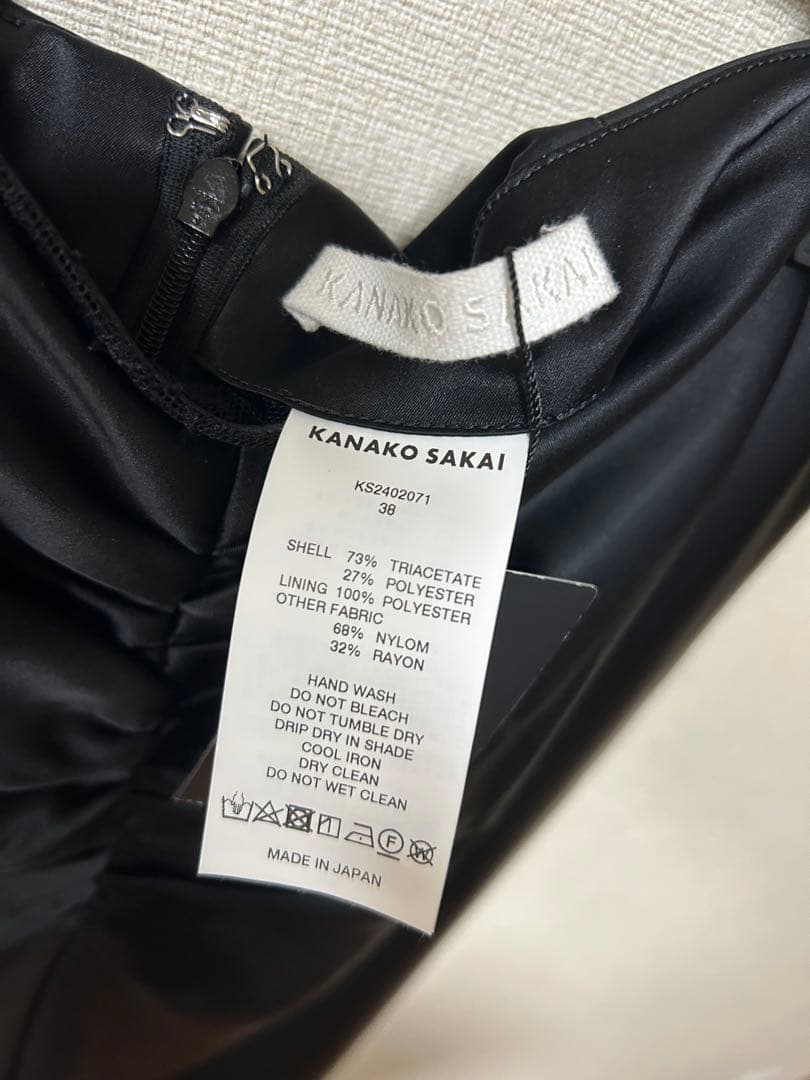 KANAKO SAKAI
KANAKO SAKAI
KS2402071
38
SHELL 73% TRIACETATE
27% POLYESTER
LINING 100% POLYESTER
OTHER FABRIC
68% NYLOM
32% RAYON
HAND WASH
DO NOT BLEACH
DO NOT TUMBLE DRY
DRIP DRY IN SHADE
COOL IRON
DRY CLEAN
DO NOT WET CLEAN
F W
MADE IN JAPAN